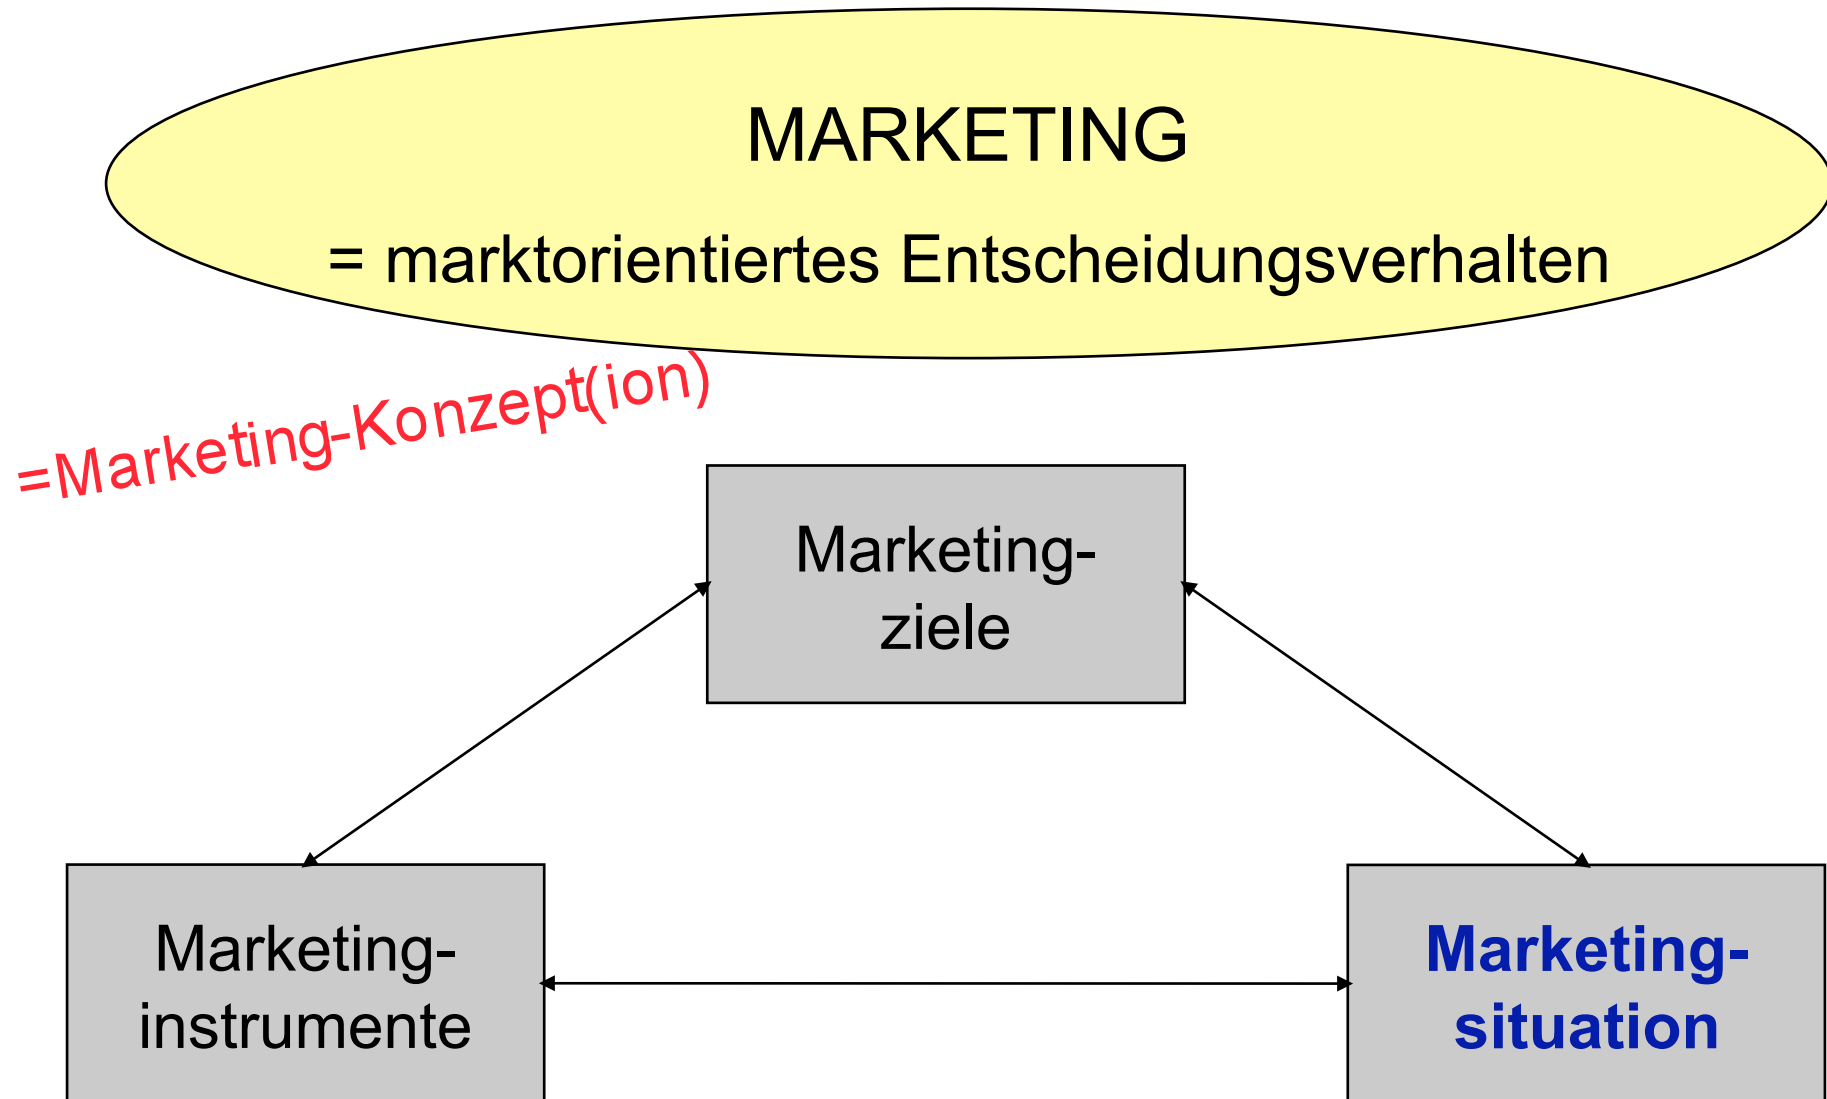 MARKETING
= marktorientiertes Entscheidungsverhalten
=Marketing-Konzept(ion)
Marketing-
ziele
Marketing-
instrumente
Marketing-
situation